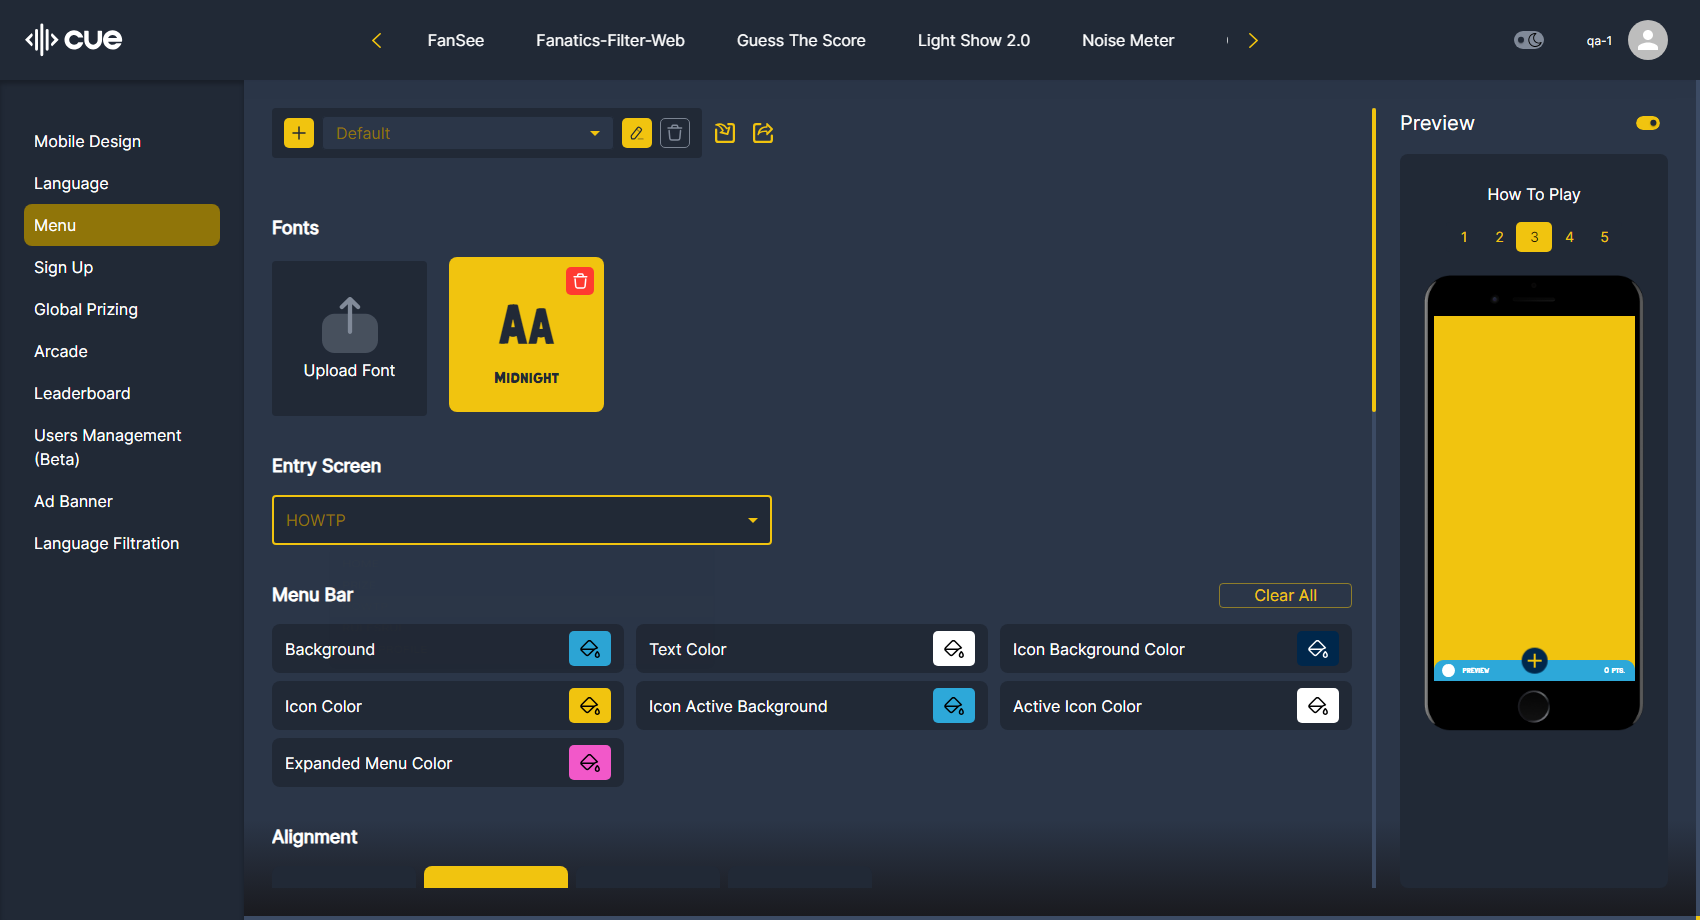 cue
FanSee
Fanatics-Filter-Web
Guess The Score
Light Show 2.0
Noise Meter
qa-1
Mobile Design
Language
Menu
Sign Up
Global Prizing
Arcade
Leaderboard
Users Management
(Beta)
Ad Banner
Language Filtration
Default
Fonts
Upload Font
AA
MIDNIGHT
Entry Screen
HOWTP
Menu Bar
Clear All
Background
Text Color
Icon Background Color
Icon Color
Icon Active Background
Active Icon Color
Expanded Menu Color
Alignment
Preview
How To Play
1 2 3 4 5
PREVIEW
0 PTS.